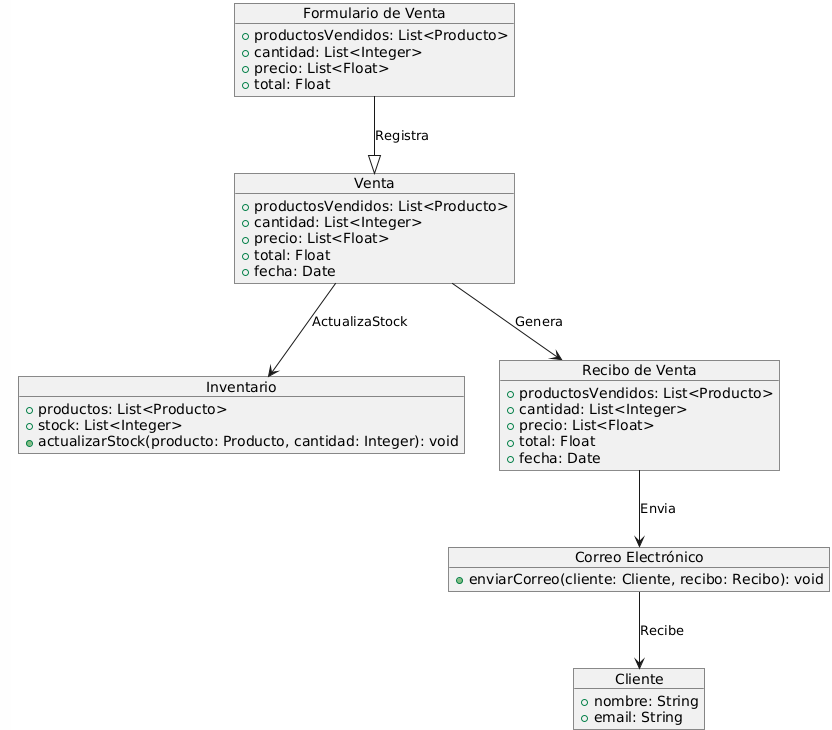 Formulario de Venta
productosVendidos: List<Producto>
cantidad: List<Integer>
precio: List<Float>
total: Float
Registra
Venta
productosVendidos: List<Producto>
cantidad: List<Integer>
precio: List<Float>
total: Float
fecha: Date
ActualizaStock
Genera
Inventario
productos: List<Producto>
stock: List<Integer>
actualizarStock(producto: Producto, cantidad: Integer): void
Recibo de Venta
productosVendidos: List<Producto>
cantidad: List<Integer>
precio: List<Float>
total: Float
fecha: Date
Envia
Correo Electrónico
enviarCorreo(cliente: Cliente, recibo: Recibo): void
Recibe
Cliente
nombre: String
email: String